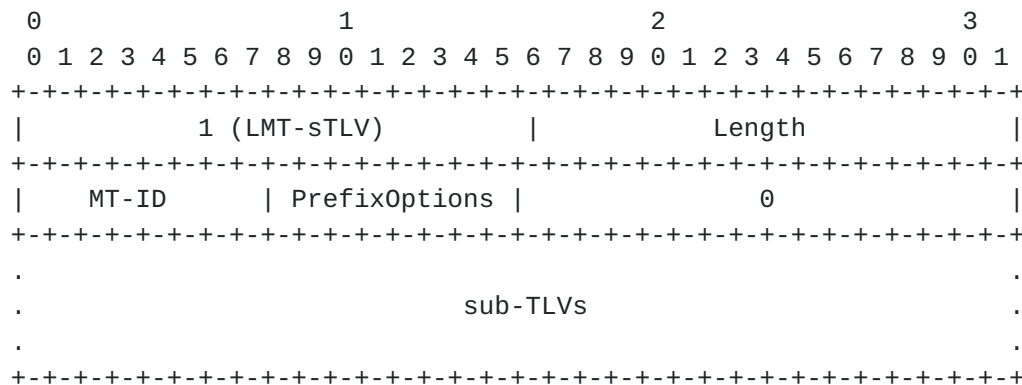 0                   1                   2                   3
 0 1 2 3 4 5 6 7 8 9 0 1 2 3 4 5 6 7 8 9 0 1 2 3 4 5 6 7 8 9 0 1
+-+-+-+-+-+-+-+-+-+-+-+-+-+-+-+-+-+-+-+-+-+-+-+-+-+-+-+-+-+-+-+-+
|           1 (LMT-sTLV)         |           Length             |
+-+-+-+-+-+-+-+-+-+-+-+-+-+-+-+-+-+-+-+-+-+-+-+-+-+-+-+-+-+-+-+-+
|    MT-ID      | PrefixOptions |               0               |
+-+-+-+-+-+-+-+-+-+-+-+-+-+-+-+-+-+-+-+-+-+-+-+-+-+-+-+-+-+-+-+-+
.                                                               .
.                            sub-TLVs                           .
.                                                               .
+-+-+-+-+-+-+-+-+-+-+-+-+-+-+-+-+-+-+-+-+-+-+-+-+-+-+-+-+-+-+-+-+